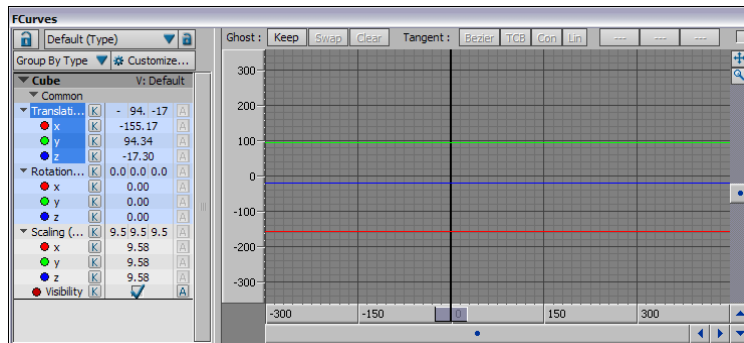 FCurves
Default (Type)
Ghost : Keep Swap Clear Tangent : Bezier TCB Con Lin --- --- ---
Group By Type Customize...
Cube V: Default
Common
Translati... K - 94. -17 A
x K -155.17 A
y K 94.34 A
z K -17.30 A
Rotation... K 0.0 0.0 0.0 A
x K 0.00 A
y K 0.00 A
z K 0.00 A
Scaling (... K 9.5 9.5 9.5 A
x K 9.58 A
y K 9.58 A
z K 9.58 A
Visibility K A
300
200
100
0
-100
-200
-300
-300 -150 0 150 300